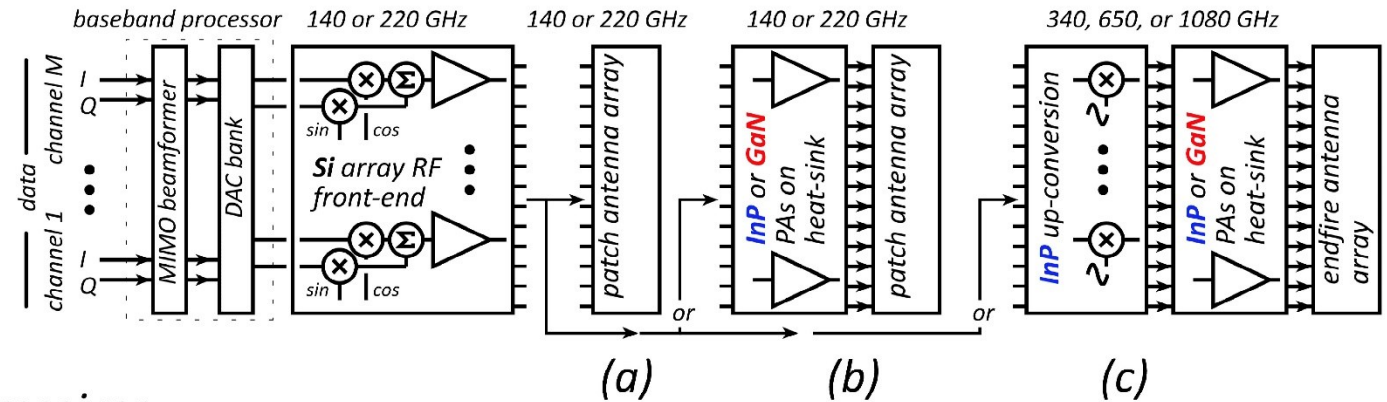 baseband processor
140 or 220 GHz
140 or 220 GHz
140 or 220 GHz
340, 650, or 1080 GHz
data
channel M
channel 1
I
Q
I
Q
MIMO beamformer
DAC bank
Σ
sin
cos
Si array RF
front-end
Σ
sin
cos
patch antenna array
or
InP or GaN
PAs on
heat-sink
patch antenna array
or
InP up-conversion
InP or GaN
PAs on
heat-sink
endfire antenna
array
(a)
(b)
(c)